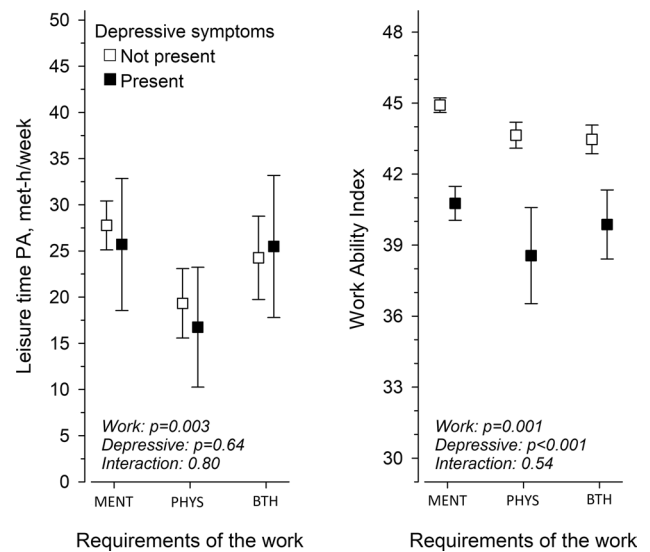 50
45
40
35
30
25
20
15
10
5
0
Leisure time PA, met-h/week
Depressive symptoms
Not present
Present
Work: p=0.003
Depressive: p=0.64
Interaction: 0.80
MENT PHYS BTH
Requirements of the work
48
45
42
39
36
33
30
Work Ability Index
Work: p=0.001
Depressive: p<0.001
Interaction: 0.54
MENT PHYS BTH
Requirements of the work